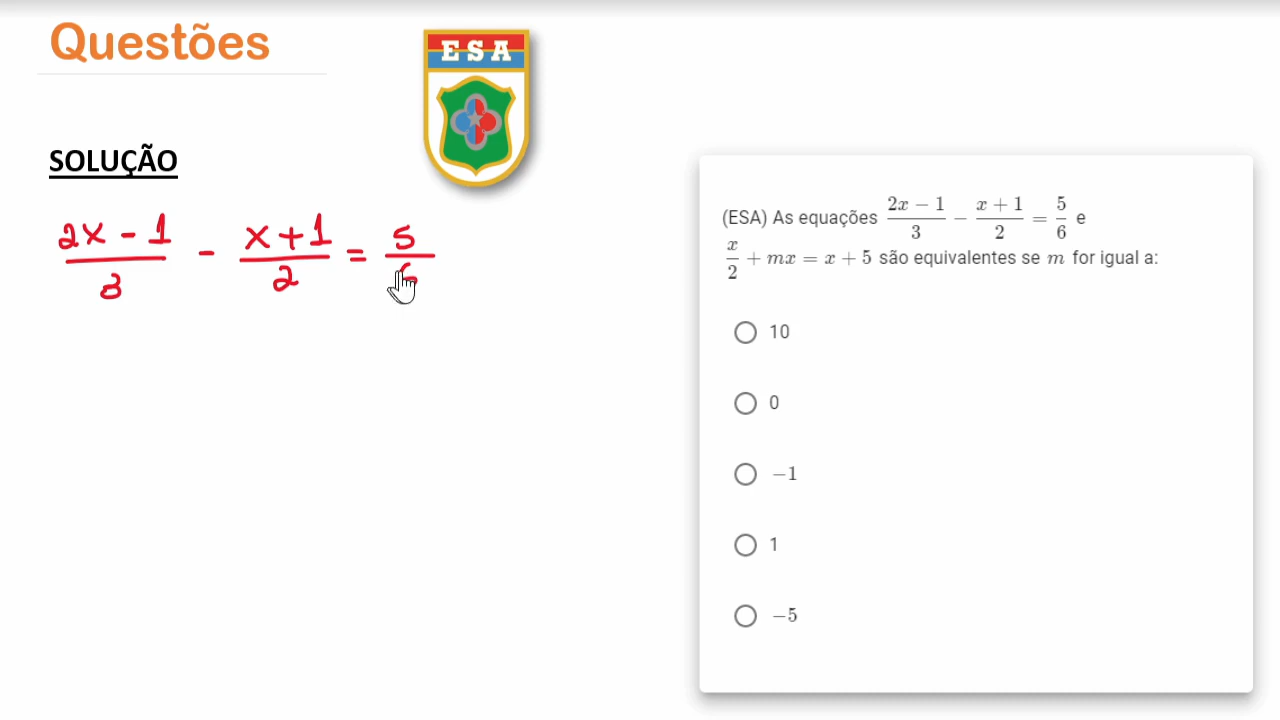 Questões
ESA
SOLUÇÃO
2x - 1 / 3 - x + 1 / 2 = 5 /
(ESA) As equações 2x − 1 / 3 − x + 1 / 2 = 5 / 6 e
x / 2 + mx = x + 5 são equivalentes se m for igual a:
10
0
−1
1
−5